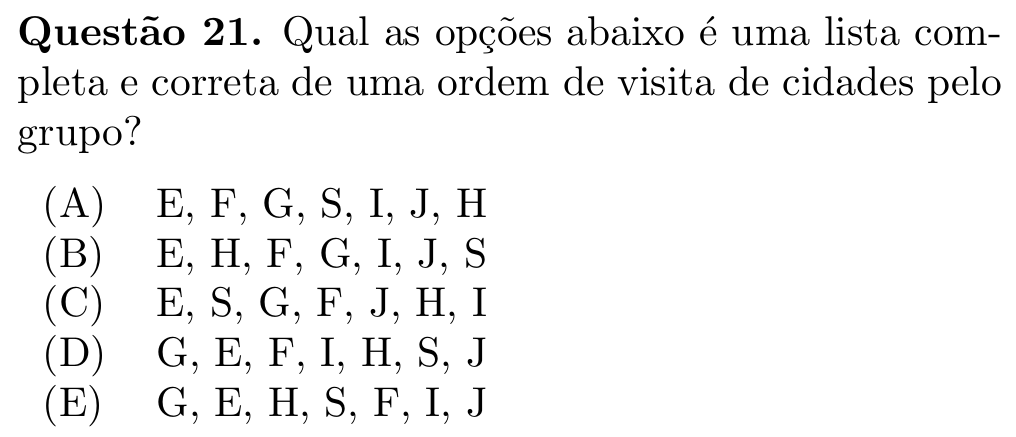 Questão 21. Qual as opções abaixo é uma lista com-
pleta e correta de uma ordem de visita de cidades pelo
grupo?
(A) E, F, G, S, I, J, H
(B) E, H, F, G, I, J, S
(C) E, S, G, F, J, H, I
(D) G, E, F, I, H, S, J
(E) G, E, H, S, F, I, J